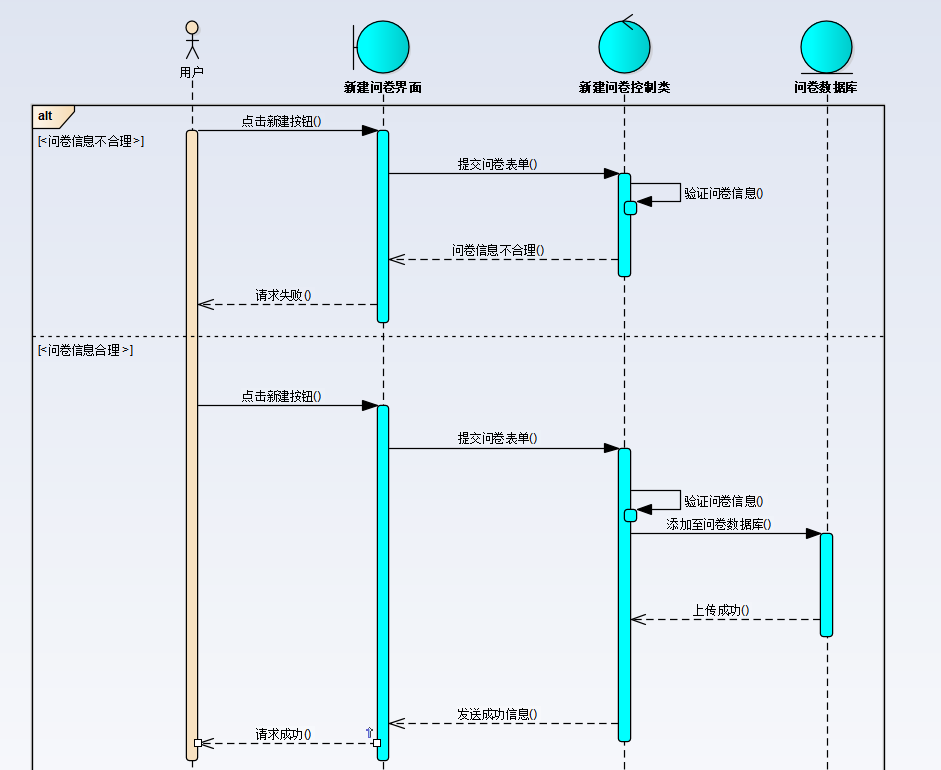 用户
新建问卷界面
新建问卷控制类
问卷数据库
alt
[<问卷信息不合理>]
点击新建按钮()
提交问卷表单()
验证问卷信息()
问卷信息不合理()
请求失败()
[<问卷信息合理 >]
点击新建按钮()
提交问卷表单()
验证问卷信息()
添加至问卷数据库()
上传成功()
发送成功信息()
请求成功()